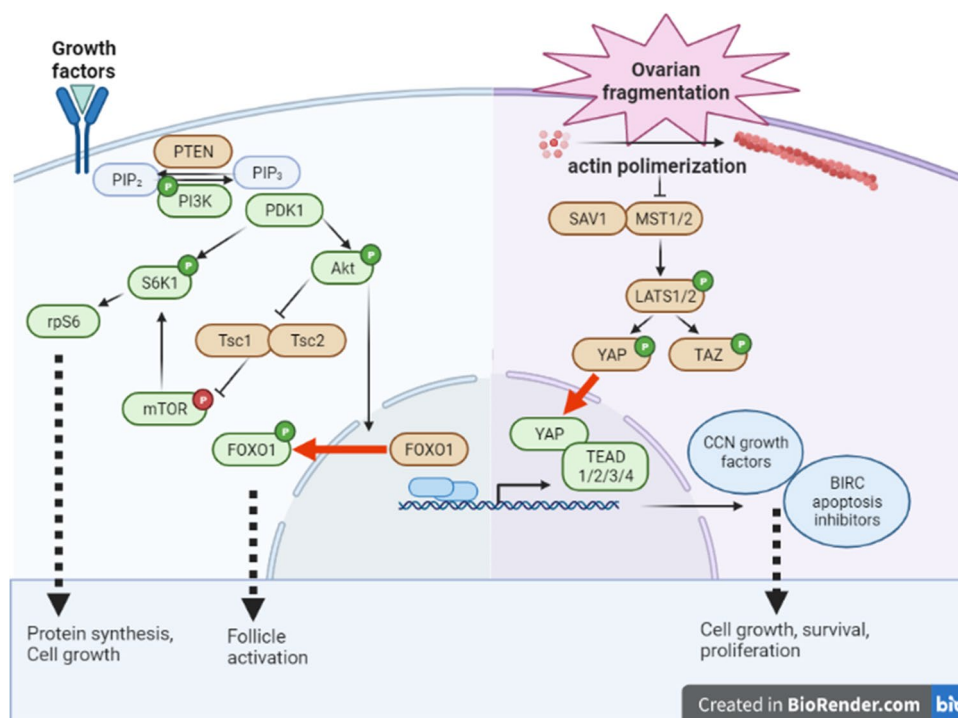 Growth
factors
PTEN
PIP₂
PIP₃
P
PI3K
PDK1
P
S6K1
Akt
P
rpS6
Tsc1
Tsc2
mTOR
P
FOXO1
P
FOXO1
Ovarian
fragmentation
actin polimerization
SAV1
MST1/2
LATS1/2
P
YAP
P
TAZ
P
YAP
TEAD
1/2/3/4
CCN growth
factors
BIRC
apoptosis
inhibitors
Protein synthesis,
Cell growth
Follicle
activation
Cell growth, survival,
proliferation
Created in BioRender.com